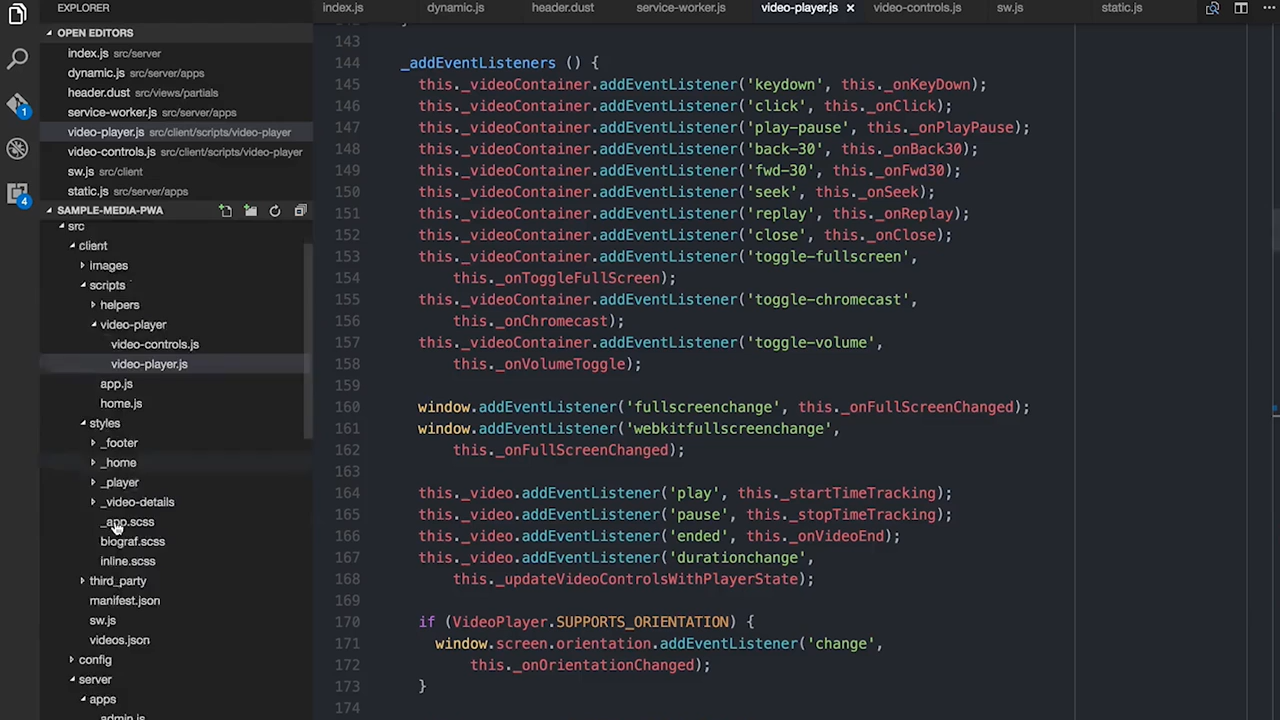 EXPLORER
index.js
dynamic.js
header.dust
service-worker.js
video-player.js
video-controls.js
sw.js
static.js
OPEN EDITORS
index.js src/server
dynamic.js src/server/apps
header.dust src/views/partials
service-worker.js src/server/apps
video-player.js src/client/scripts/video-player
video-controls.js src/client/scripts/video-player
sw.js src/client
static.js src/server/apps
1
4
SAMPLE-MEDIA-PWA
src
client
images
scripts
helpers
video-player
video-controls.js
video-player.js
app.js
home.js
styles
_footer
_home
_player
_video-details
_app.scss
biograf.scss
inline.scss
third_party
manifest.json
sw.js
videos.json
config
server
apps
admin.js
143
144 _addEventListeners () {
145 this._videoContainer.addEventListener('keydown', this._onKeyDown);
146 this._videoContainer.addEventListener('click', this._onClick);
147 this._videoContainer.addEventListener('play-pause', this._onPlayPause);
148 this._videoContainer.addEventListener('back-30', this._onBack30);
149 this._videoContainer.addEventListener('fwd-30', this._onFwd30);
150 this._videoContainer.addEventListener('seek', this._onSeek);
151 this._videoContainer.addEventListener('replay', this._onReplay);
152 this._videoContainer.addEventListener('close', this._onClose);
153 this._videoContainer.addEventListener('toggle-fullscreen',
154 this._onToggleFullScreen);
155 this._videoContainer.addEventListener('toggle-chromecast',
156 this._onChromecast);
157 this._videoContainer.addEventListener('toggle-volume',
158 this._onVolumeToggle);
159
160 window.addEventListener('fullscreenchange', this._onFullScreenChanged);
161 window.addEventListener('webkitfullscreenchange',
162 this._onFullScreenChanged);
163
164 this._video.addEventListener('play', this._startTimeTracking);
165 this._video.addEventListener('pause', this._stopTimeTracking);
166 this._video.addEventListener('ended', this._onVideoEnd);
167 this._video.addEventListener('durationchange',
168 this._updateVideoControlsWithPlayerState);
169
170 if (VideoPlayer.SUPPORTS_ORIENTATION) {
171 window.screen.orientation.addEventListener('change',
172 this._onOrientationChanged);
173 }
174